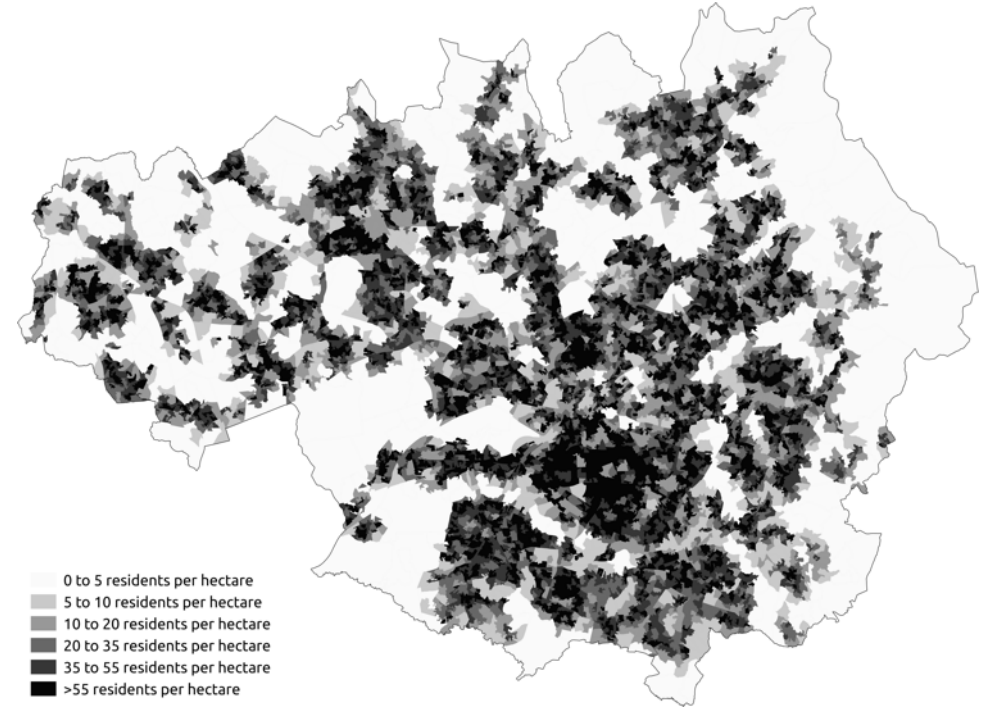 0 to 5 residents per hectare
5 to 10 residents per hectare
10 to 20 residents per hectare
20 to 35 residents per hectare
35 to 55 residents per hectare
>55 residents per hectare